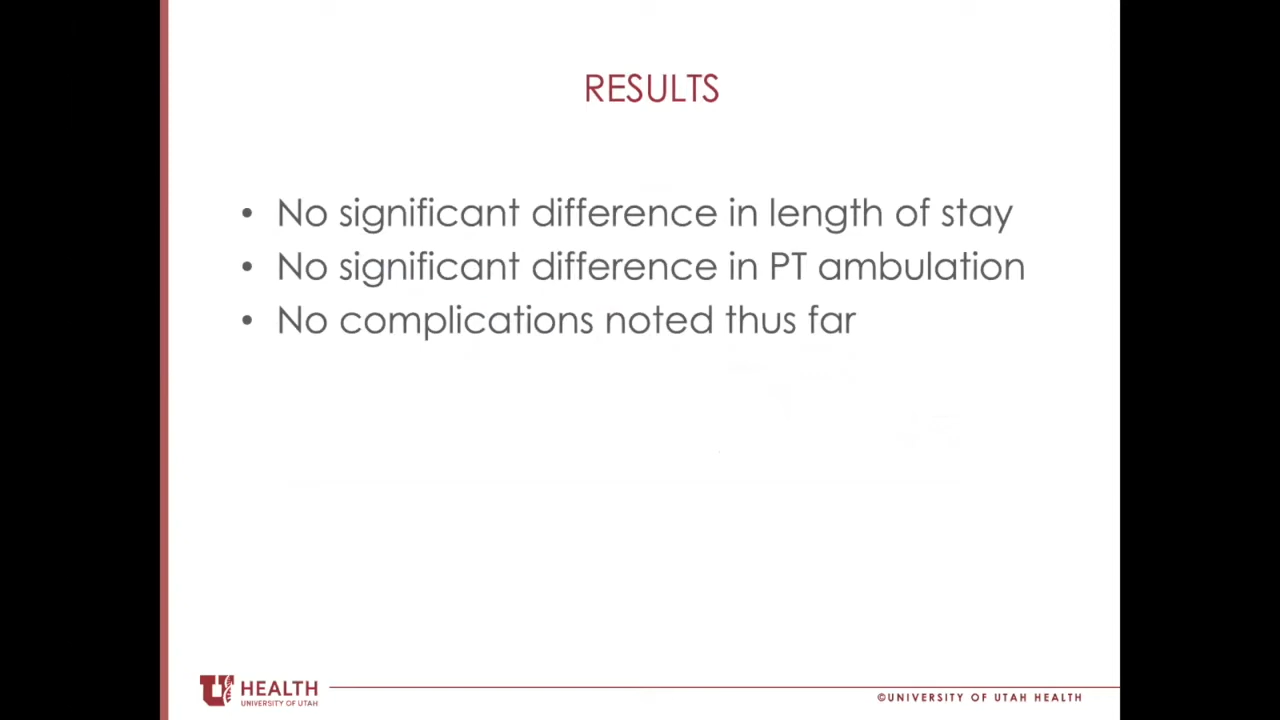 RESULTS
• No significant difference in length of stay
• No significant difference in PT ambulation
• No complications noted thus far
U HEALTH
UNIVERSITY OF UTAH
©UNIVERSITY OF UTAH HEALTH